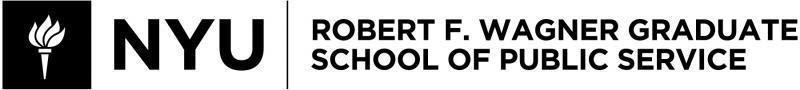 NYU
ROBERT F. WAGNER GRADUATE
SCHOOL OF PUBLIC SERVICE